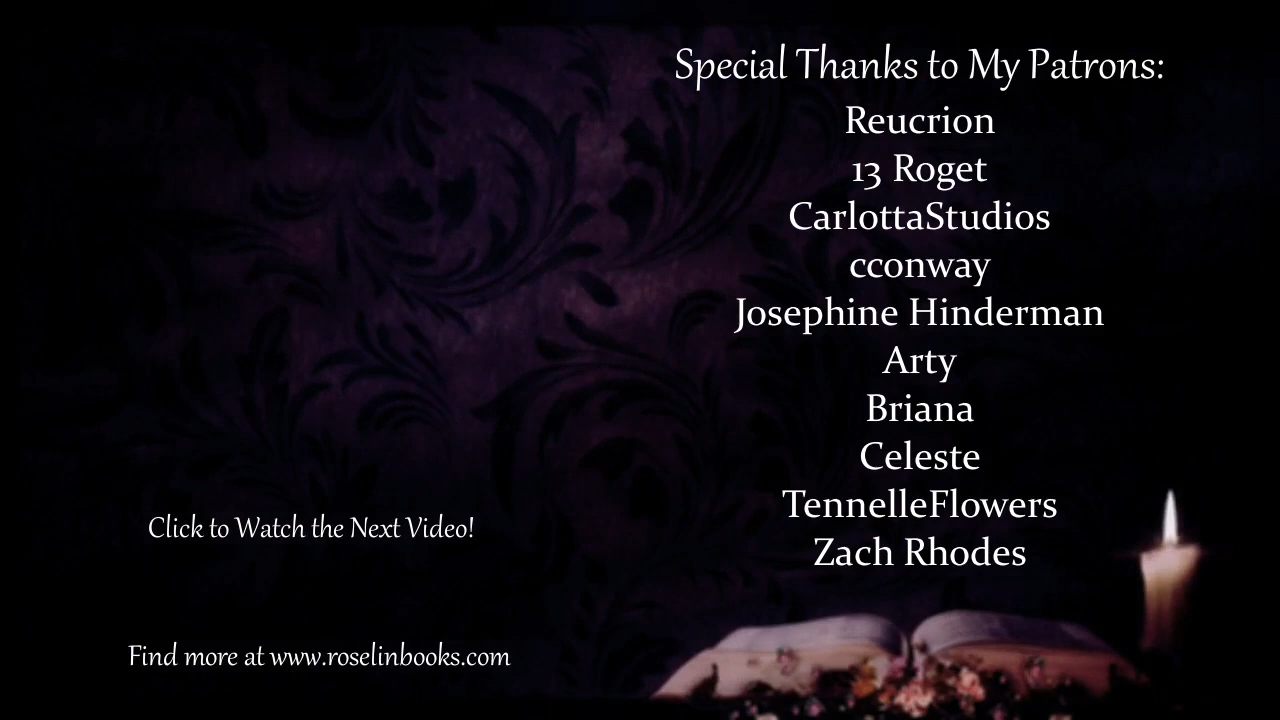 Special Thanks to My Patrons:
Reucrion
13 Roget
CarlottaStudios
cconway
Josephine Hinderman
Arty
Briana
Celeste
TennelleFlowers
Zach Rhodes
Click to Watch the Next Video!
Find more at www.roselinbooks.com